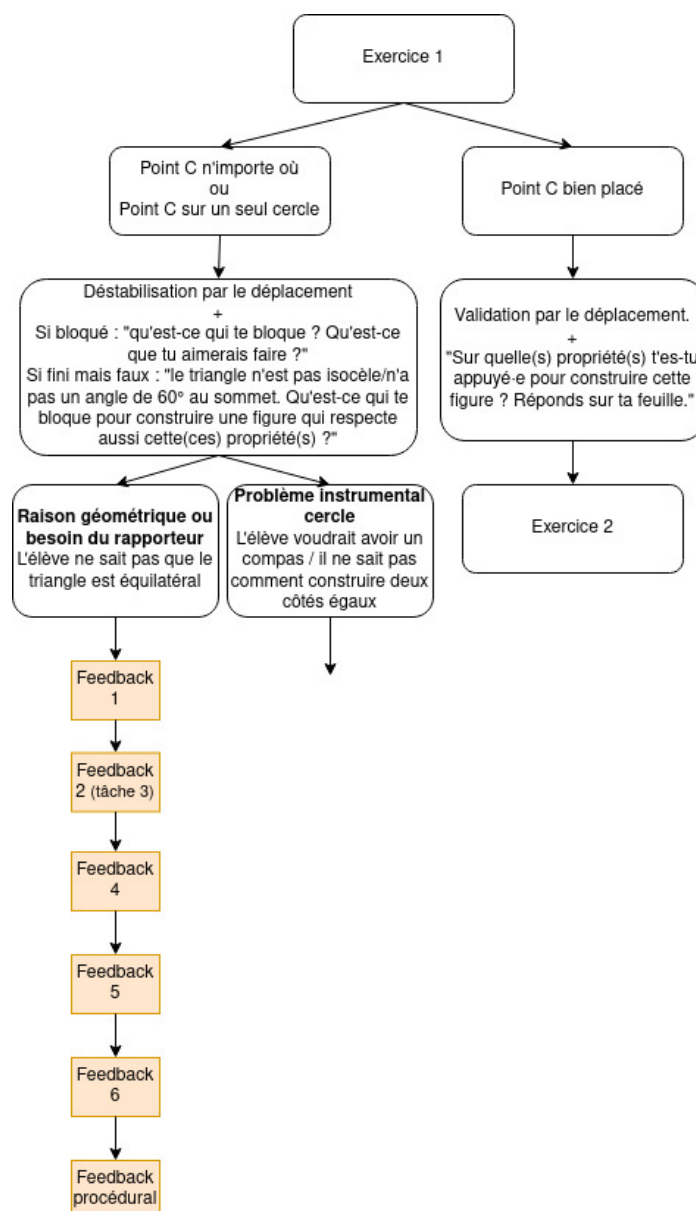 Exercice 1
Point C n'importe où
ou
Point C sur un seul cercle
Point C bien placé
Déstabilisation par le déplacement
+
Si bloqué : "qu'est-ce qui te bloque ? Qu'est-ce
que tu aimerais faire ?"
Si fini mais faux : "le triangle n'est pas isocèle/n'a
pas un angle de 60° au sommet. Qu'est-ce qui te
bloque pour construire une figure qui respecte
aussi cette(ces) propriété(s) ?"
Validation par le déplacement.
+
"Sur quelle(s) propriété(s) t'es-tu
appuyé·e pour construire cette
figure ? Réponds sur ta feuille."
Raison géométrique ou
besoin du rapporteur
L'élève ne sait pas que le
triangle est équilatéral
Problème instrumental
cercle
L'élève voudrait avoir un
compas / il ne sait pas
comment construire deux
côtés égaux
Exercice 2
Feedback
1
Feedback
2 (tâche 3)
Feedback
4
Feedback
5
Feedback
6
Feedback
procédural